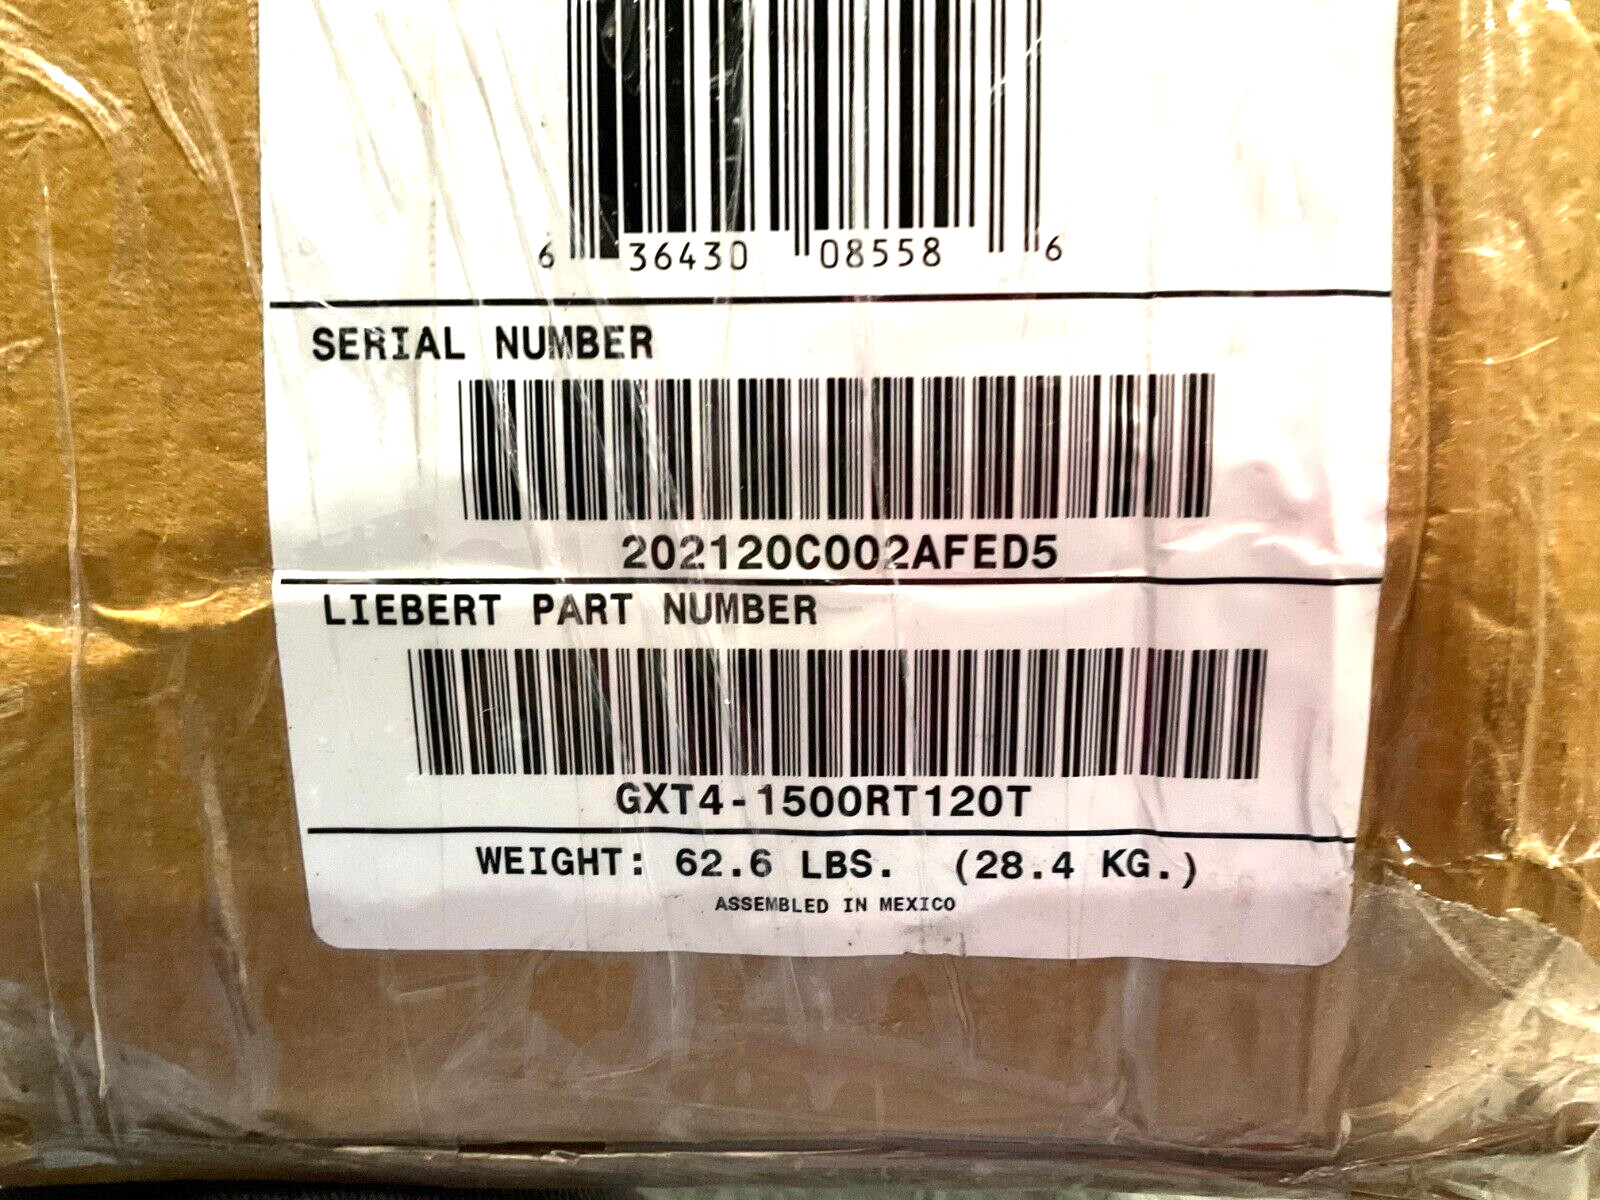 6 36430 08558 6
SERIAL NUMBER
202120C002AFED5
LIEBERT PART NUMBER
GXT4-1500RT120T
WEIGHT: 62.6 LBS. (28.4 KG.)
ASSEMBLED IN MEXICO